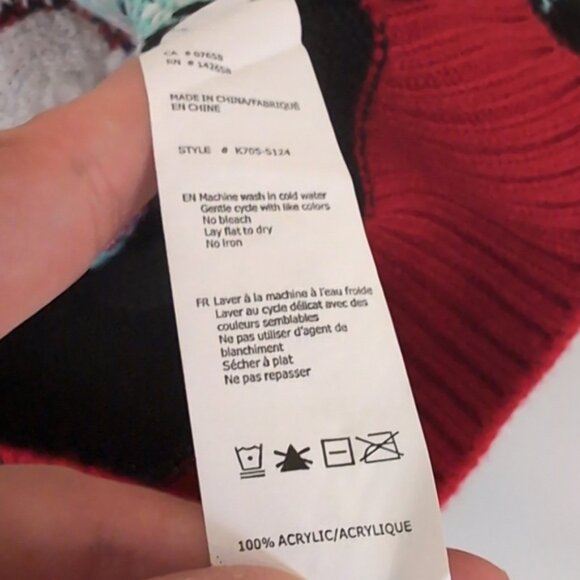 CA # 07658
RN # 142658
MADE IN CHINA/FABRIQUÉ
EN CHINE
STYLE # K705-5124
EN Machine wash in cold water
Gentle cycle with like colors
No bleach
Lay flat to dry
No Iron
FR Laver à la machine à l'eau froide
Laver au cycle délicat avec des
couleurs semblables
Ne pas utiliser d'agent de
blanchiment
Sécher à plat
Ne pas repasser
100% ACRYLIC/ACRYLIQUE